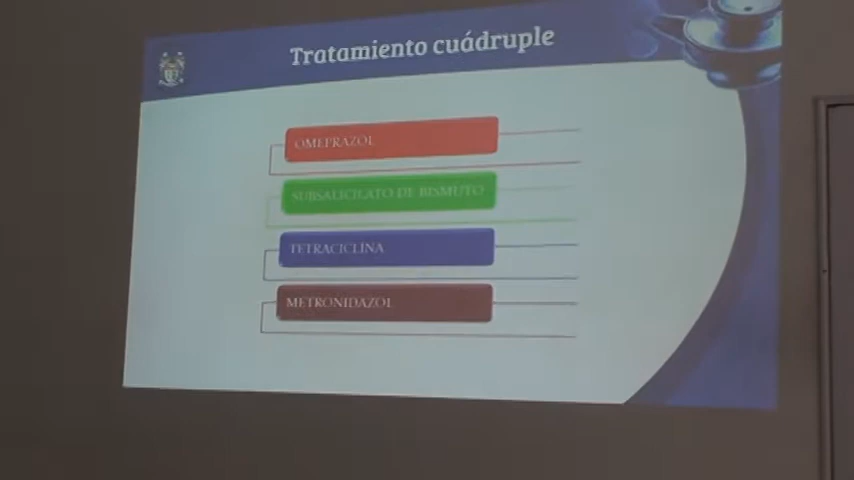 Tratamiento cuádruple
OMEPRAZOL
SUBSALICILATO DE BISMUTO
TETRACICLINA
METRONIDAZOL